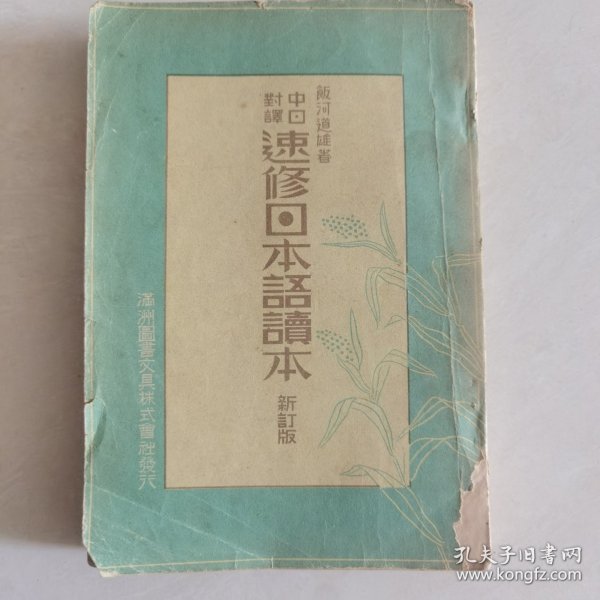 飯河道雄著
中日
對譯
速修日本語讀本
新訂版
滿洲圖書文具株式會社發行
孔夫子旧书网
www.kongfz.com